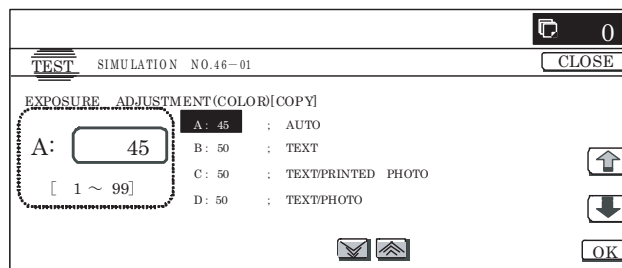 0
TEST SIMULATION NO.46-01 CLOSE
EXPOSURE ADJUSTMENT(COLOR)[COPY]
A: 45 ; AUTO
A: 45
B: 50 ; TEXT
C: 50 ; TEXT/PRINTED PHOTO
[ 1～ 99]
D: 50 ; TEXT/PHOTO
OK